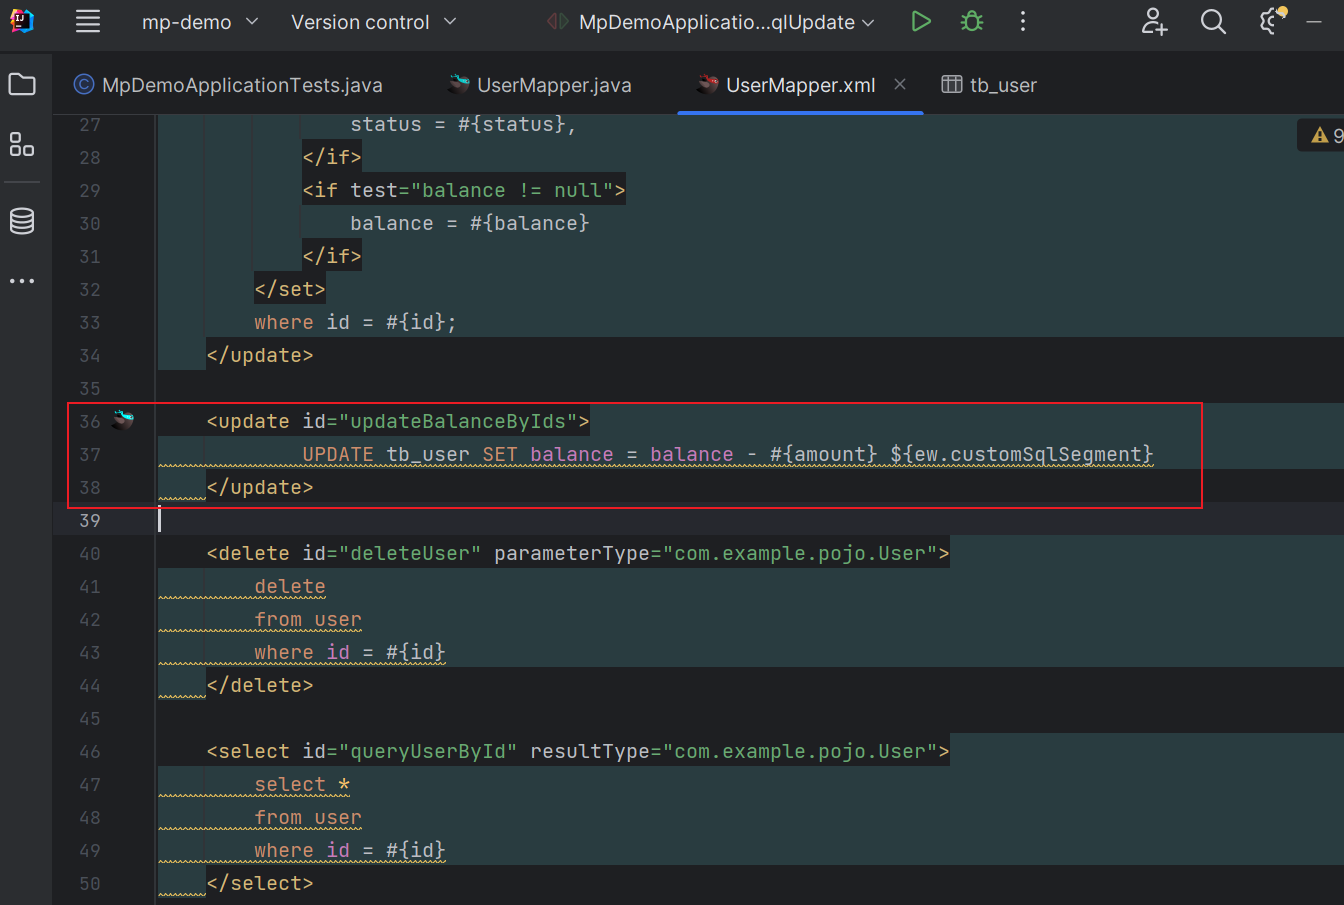 mp-demo Version control MpDemoApplicatio...qlUpdate
MpDemoApplicationTests.java UserMapper.java UserMapper.xml tb_user
27 status = #{status},
9
28 </if>
29 <if test="balance != null">
30 balance = #{balance}
31 </if>
32 </set>
33 where id = #{id};
34 </update>
35
36 <update id="updateBalanceByIds">
37 UPDATE tb_user SET balance = balance - #{amount} ${ew.customSqlSegment}
38 </update>
39
40 <delete id="deleteUser" parameterType="com.example.pojo.User">
41 delete
42 from user
43 where id = #{id}
44 </delete>
45
46 <select id="queryUserById" resultType="com.example.pojo.User">
47 select *
48 from user
49 where id = #{id}
50 </select>